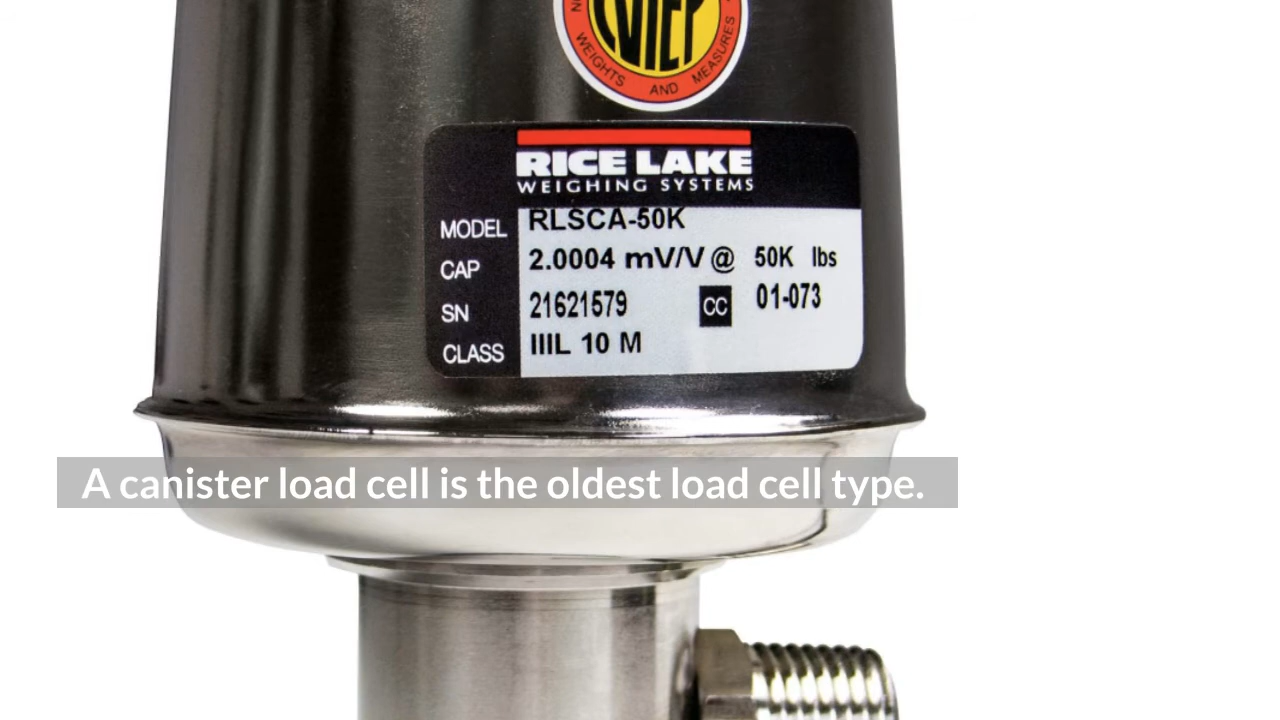 WEIGHTS AND MEASURES
RICE LAKE
WEIGHING SYSTEMS
MODEL RLSCA-50K
CAP 2.0004 mV/V @ 50K lbs
SN 21621579 CC 01-073
CLASS IIIL 10 M
A canister load cell is the oldest load cell type.